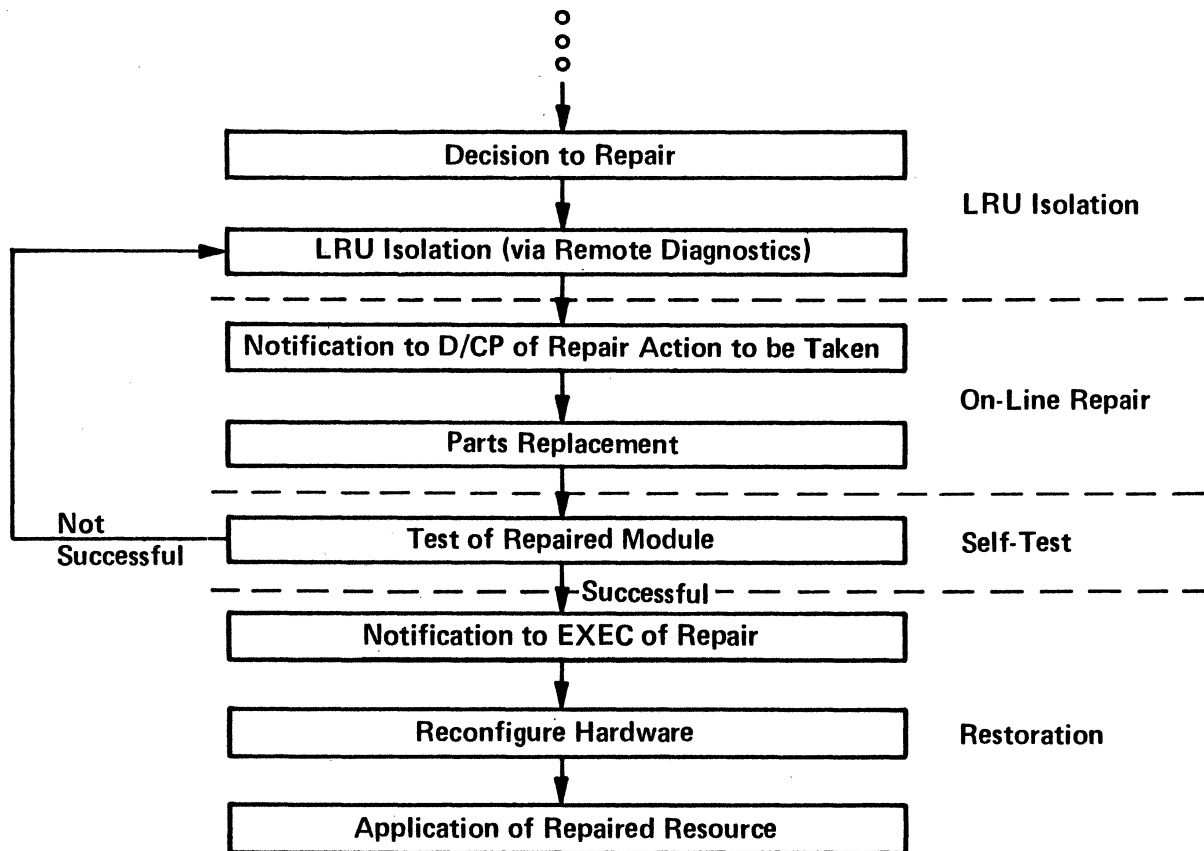 Decision to Repair
LRU Isolation
LRU Isolation (via Remote Diagnostics)
Notification to D/CP of Repair Action to be Taken
On-Line Repair
Parts Replacement
Not
Successful
Test of Repaired Module
Self-Test
Successful
Notification to EXEC of Repair
Reconfigure Hardware
Restoration
Application of Repaired Resource